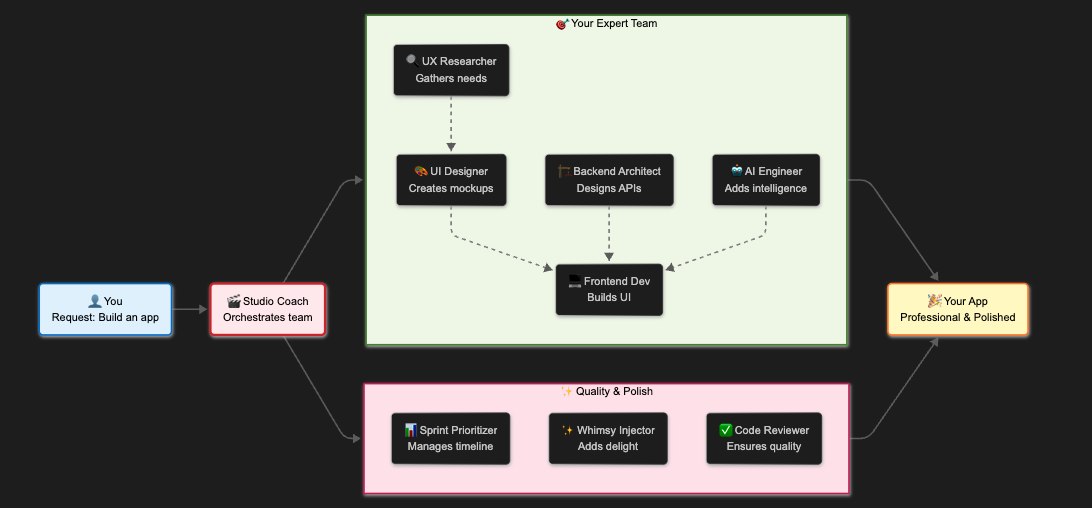 🎯 Your Expert Team
🔍 UX Researcher
Gathers needs
🎨 UI Designer
Creates mockups
🏗️ Backend Architect
Designs APIs
🤖 AI Engineer
Adds intelligence
💻 Frontend Dev
Builds UI
👤 You
Request: Build an app
🎬 Studio Coach
Orchestrates team
🎉 Your App
Professional & Polished
✨ Quality & Polish
📊 Sprint Prioritizer
Manages timeline
✨ Whimsy Injector
Adds delight
✅ Code Reviewer
Ensures quality